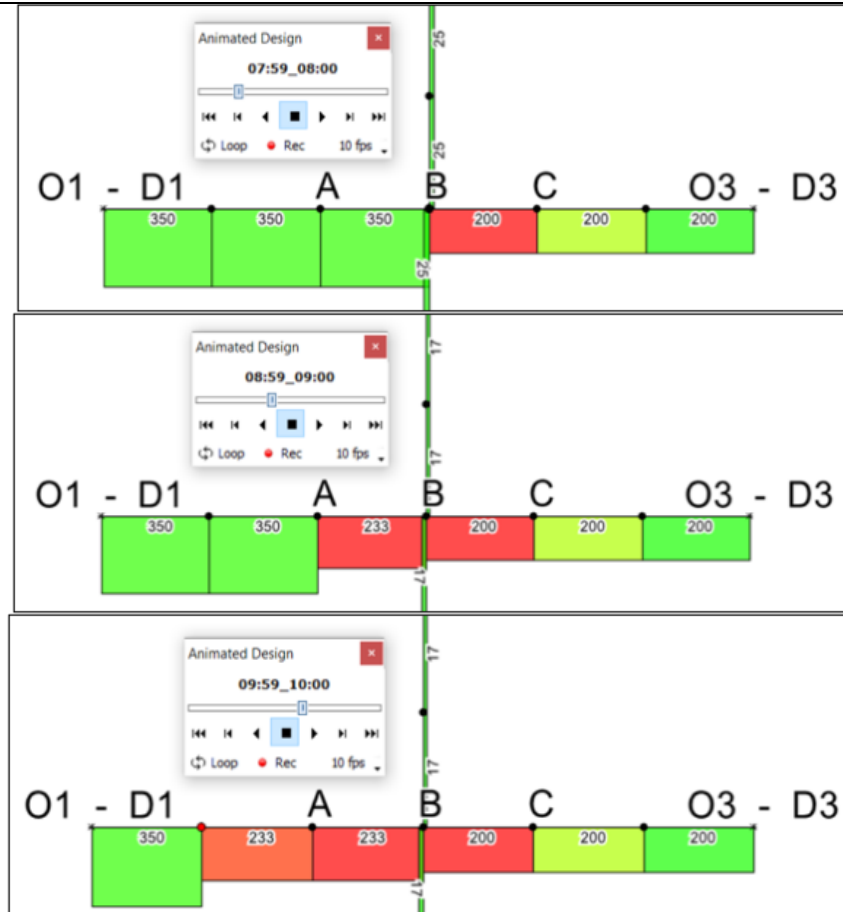 25
Animated Design
07:59_08:00
Loop Rec 10 fps
25
O1 - D1 A B C O3 - D3
350 350 350 200 200 200
25
17
Animated Design
08:59_09:00
Loop Rec 10 fps
17
O1 - D1 A B C O3 - D3
350 350 233 200 200 200
17
17
Animated Design
09:59_10:00
Loop Rec 10 fps
17
O1 - D1 A B C O3 - D3
350 233 233 200 200 200
17